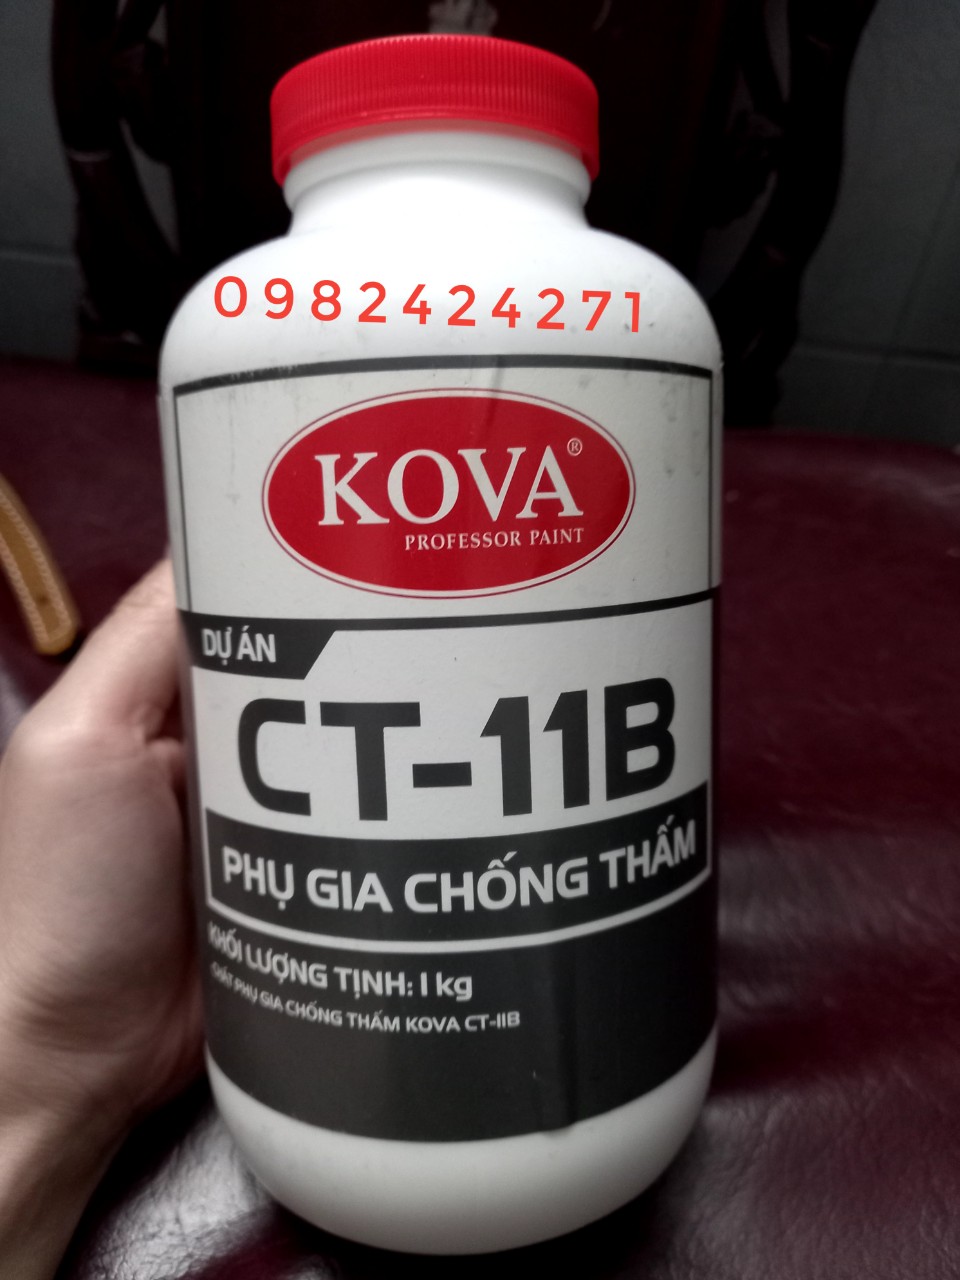 0982424271
KOVA®
PROFESSOR PAINT
DỰ ÁN
CT-11B
PHỤ GIA CHỐNG THẤM
KHỐI LƯỢNG TỊNH: 1 kg
CHẤT PHỤ GIA CHỐNG THẤM KOVA CT-11B